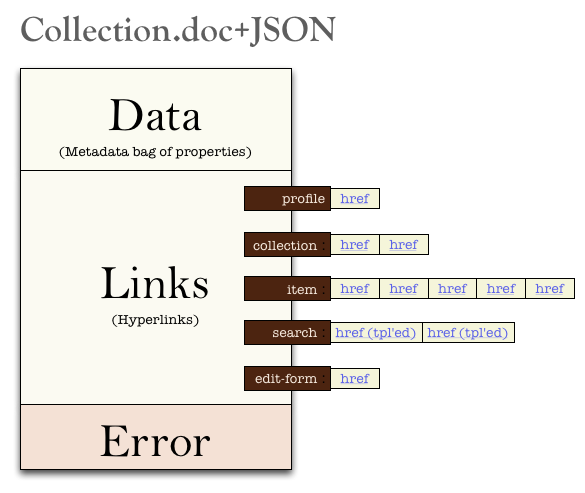 Collection.doc+JSON
Data
(Metadata bag of properties)
profile href
collection : href href
Links
(Hyperlinks)
item : href href href href href
search : href (tpl'ed) href (tpl'ed)
edit-form : href
Error